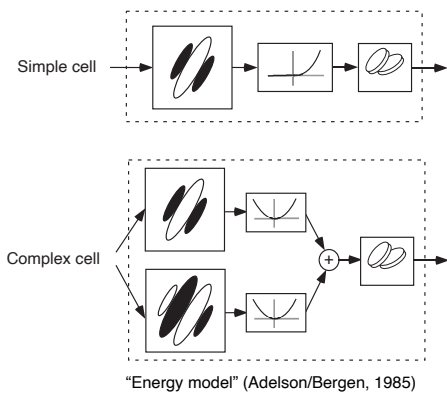 Simple cell
Complex cell
+
"Energy model" (Adelson/Bergen, 1985)